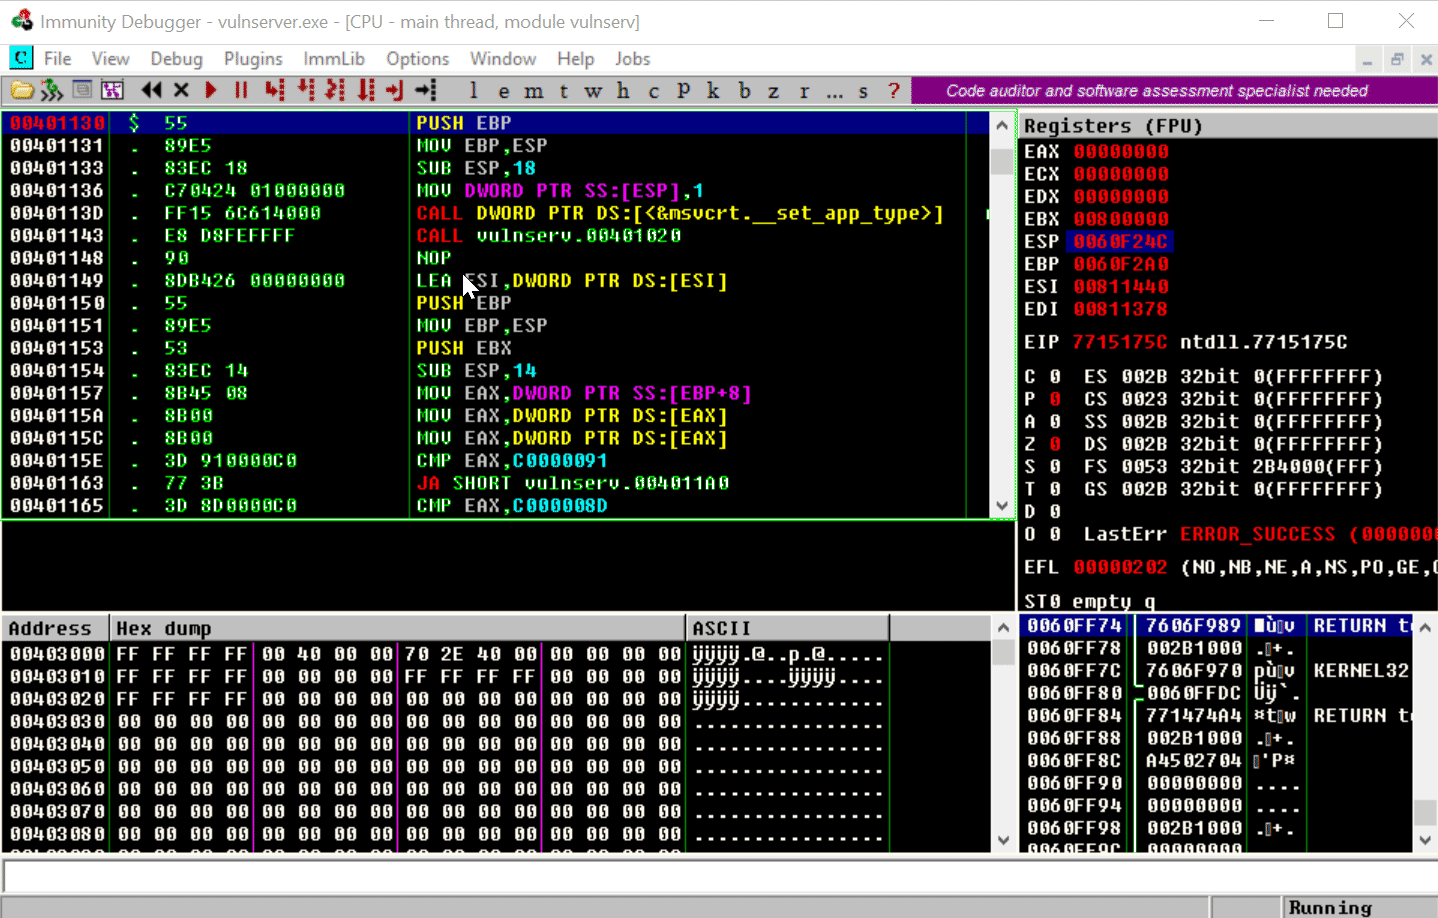 Immunity Debugger - vulnserver.exe - [CPU - main thread, module vulnserv]
C File View Debug Plugins ImmLib Options Window Help Jobs
l e m t w h c P k b z r ... s ? Code auditor and software assessment specialist needed
00401130 $ 55 PUSH EBP
00401131 . 89E5 MOV EBP,ESP
00401133 . 83EC 18 SUB ESP,18
00401136 . C70424 01000000 MOV DWORD PTR SS:[ESP],1
0040113D . FF15 6C614000 CALL DWORD PTR DS:[<&msvcrt.__set_app_type>]
00401143 . E8 D8FEFFFF CALL vulnserv.00401020
00401148 . 90 NOP
00401149 . 8DB426 00000000 LEA ESI,DWORD PTR DS:[ESI]
00401150 . 55 PUSH EBP
00401151 . 89E5 MOV EBP,ESP
00401153 . 53 PUSH EBX
00401154 . 83EC 14 SUB ESP,14
00401157 . 8B45 08 MOV EAX,DWORD PTR SS:[EBP+8]
0040115A . 8B00 MOV EAX,DWORD PTR DS:[EAX]
0040115C . 8B00 MOV EAX,DWORD PTR DS:[EAX]
0040115E . 3D 910000C0 CMP EAX,C0000091
00401163 . 77 3B JA SHORT vulnserv.004011A0
00401165 . 3D 8D0000C0 CMP EAX,C000008D
Registers (FPU)
EAX 00000000
ECX 00000000
EDX 00000000
EBX 00800000
ESP 0060F24C
EBP 0060F2A0
ESI 00811440
EDI 00811378
EIP 7715175C ntdll.7715175C
C 0 ES 002B 32bit 0(FFFFFFFF)
P 0 CS 0023 32bit 0(FFFFFFFF)
A 0 SS 002B 32bit 0(FFFFFFFF)
Z 0 DS 002B 32bit 0(FFFFFFFF)
S 0 FS 0053 32bit 2B4000(FFF)
T 0 GS 002B 32bit 0(FFFFFFFF)
D 0
O 0 LastErr ERROR_SUCCESS (000000
EFL 00000202 (NO,NB,NE,A,NS,PO,GE,
ST0 empty g
Address Hex dump ASCII
00403000 FF FF FF FF 00 40 00 00 70 2E 40 00 00 00 00 00 ÿÿÿÿ.@..p.@.....
00403010 FF FF FF FF 00 00 00 00 FF FF FF FF 00 00 00 00 ÿÿÿÿ....ÿÿÿÿ....
00403020 FF FF FF FF 00 00 00 00 00 00 00 00 00 00 00 00 ÿÿÿÿ............
00403030 00 00 00 00 00 00 00 00 00 00 00 00 00 00 00 00 ................
00403040 00 00 00 00 00 00 00 00 00 00 00 00 00 00 00 00 ................
00403050 00 00 00 00 00 00 00 00 00 00 00 00 00 00 00 00 ................
00403060 00 00 00 00 00 00 00 00 00 00 00 00 00 00 00 00 ................
00403070 00 00 00 00 00 00 00 00 00 00 00 00 00 00 00 00 ................
00403080 00 00 00 00 00 00 00 00 00 00 00 00 00 00 00 00 ................
0060FF74 7606F989 RETURN t
0060FF78 002B1000
0060FF7C 7606F970 KERNEL32
0060FF80 0060FFDC Üÿ`.
0060FF84 771474A4 RETURN t
0060FF88 002B1000
0060FF8C A4502704
0060FF90 00000000 ....
0060FF94 00000000 ....
0060FF98 002B1000
0060FF9C 00000000
Running